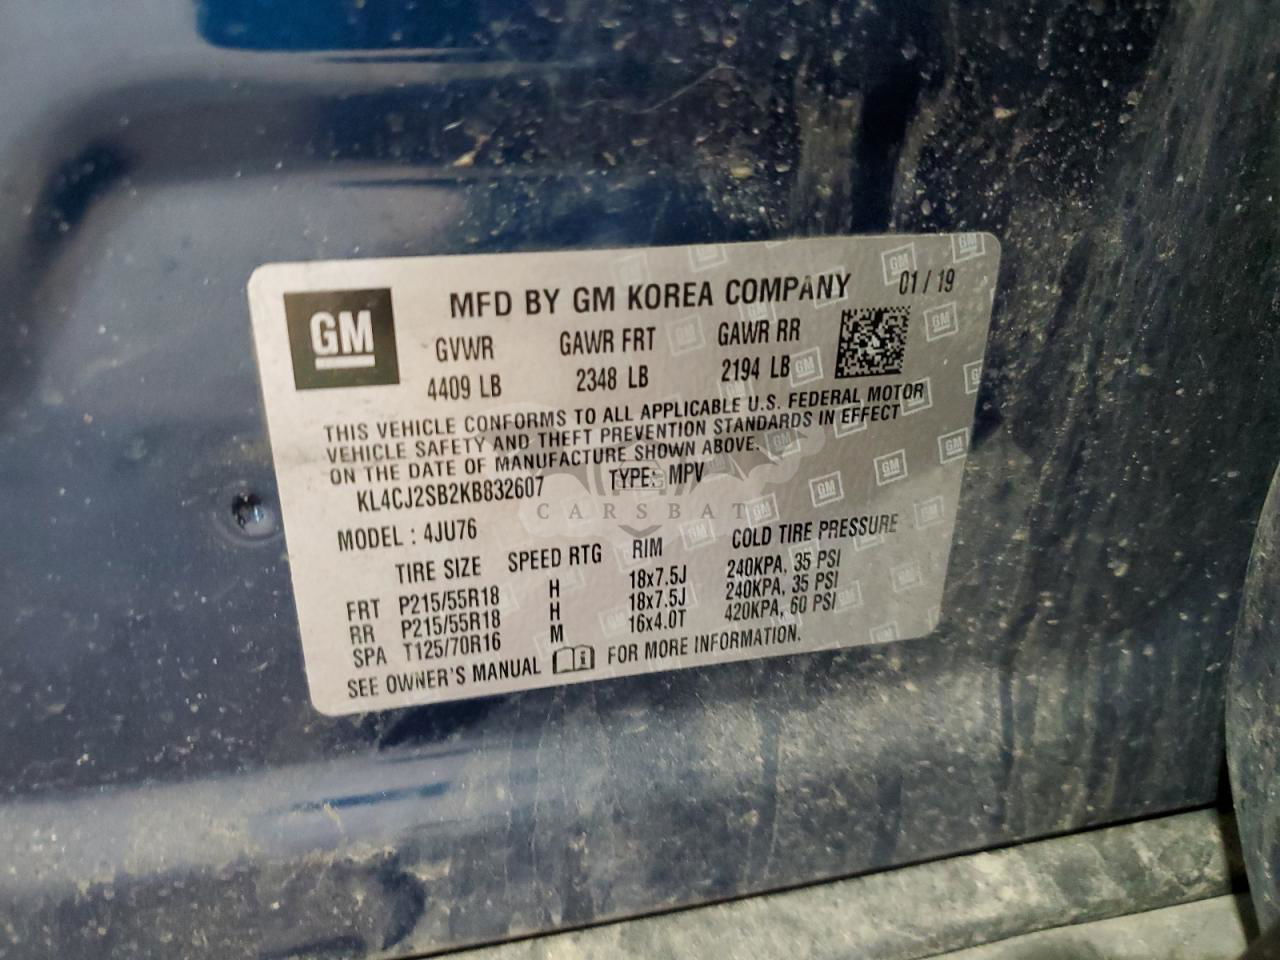 GM
MFD BY GM KOREA COMPANY 01 / 19
GVWR GAWR FRT GAWR RR
4409 LB 2348 LB 2194 LB
THIS VEHICLE CONFORMS TO ALL APPLICABLE U.S. FEDERAL MOTOR
VEHICLE SAFETY AND THEFT PREVENTION STANDARDS IN EFFECT
ON THE DATE OF MANUFACTURE SHOWN ABOVE.
KL4CJ2SB2KB832607 TYPE: MPV
CARSBAT
MODEL : 4JU76
TIRE SIZE SPEED RTG RIM COLD TIRE PRESSURE
FRT P215/55R18 H 18x7.5J 240KPA, 35 PSI
RR P215/55R18 H 18x7.5J 240KPA, 35 PSI
SPA T125/70R16 M 16x4.0T 420KPA, 60 PSI
SEE OWNER'S MANUAL FOR MORE INFORMATION.